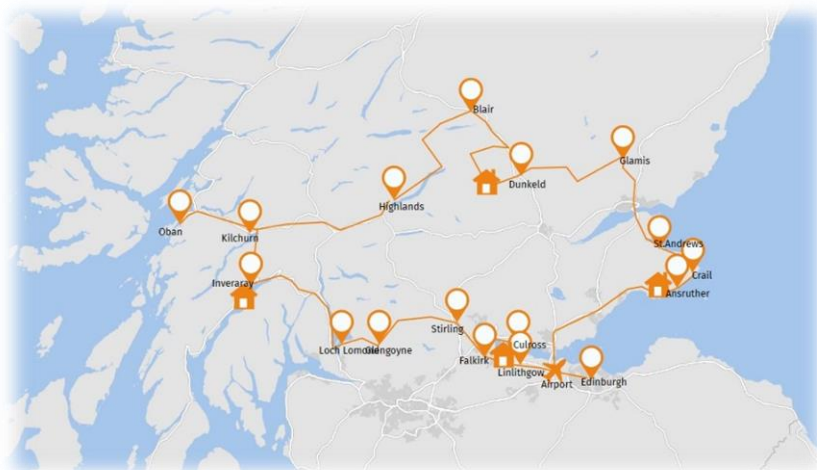 Blair
Glamis
Dunkeld
Highlands
Oban
Kilchurn
St.Andrews
Crail
Inveraray
Ansruther
Stirling
Loch Lomond
Glengoyne
Culross
Falkirk
Linlithgow
Airport
Edinburgh